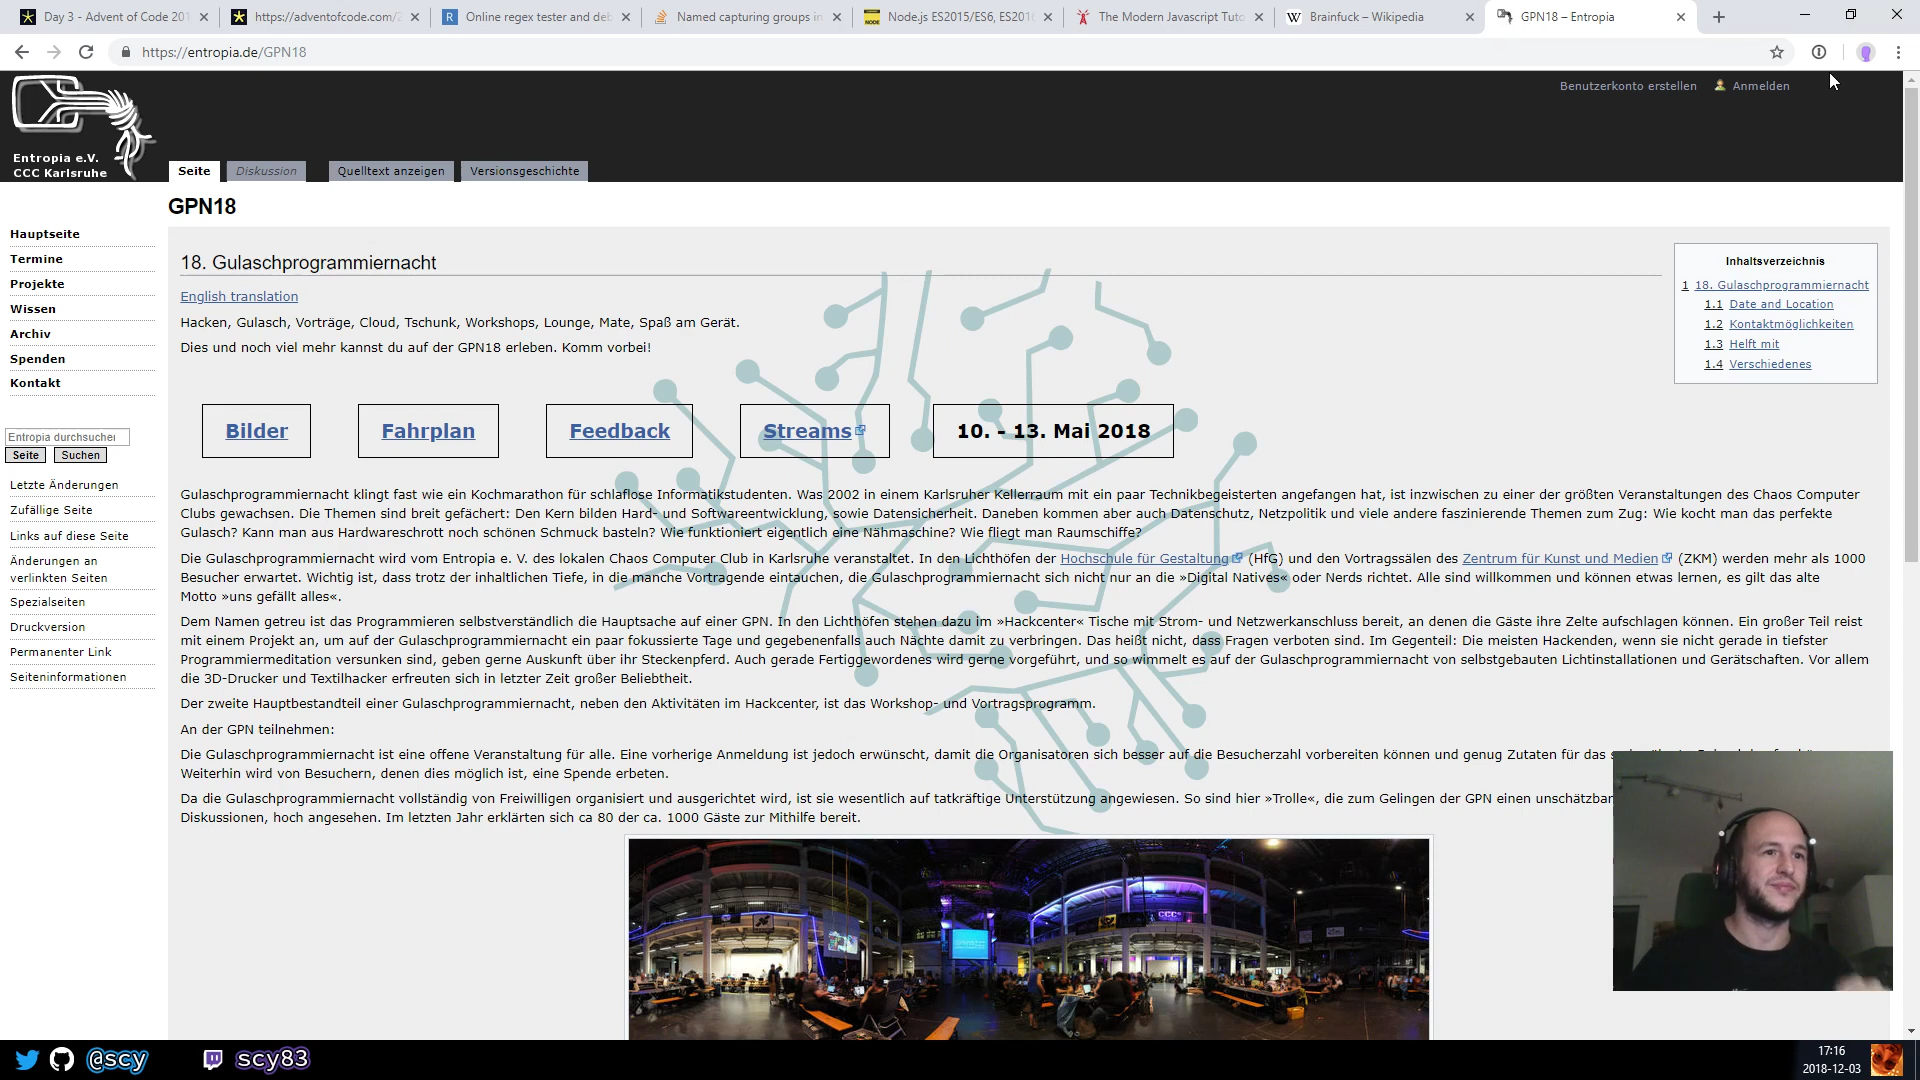 Day 3 - Advent of Code 201
https://adventofcode.com/2
Online regex tester and deb
Named capturing groups in
Node.js ES2015/ES6, ES2016
The Modern Javascript Tuto
Brainfuck – Wikipedia
GPN18 – Entropia
https://entropia.de/GPN18
Benutzerkonto erstellen
Anmelden
Entropia e.V.
CCC Karlsruhe
Seite
Diskussion
Quelltext anzeigen
Versionsgeschichte
GPN18
Hauptseite
Termine
Projekte
Wissen
Archiv
Spenden
Kontakt
Entropia durchsuchen
Seite
Suchen
Letzte Änderungen
Zufällige Seite
Links auf diese Seite
Änderungen an
verlinkten Seiten
Spezialseiten
Druckversion
Permanenter Link
Seiteninformationen
18. Gulaschprogrammiernacht
English translation
Hacken, Gulasch, Vorträge, Cloud, Tschunk, Workshops, Lounge, Mate, Spaß am Gerät.
Dies und noch viel mehr kannst du auf der GPN18 erleben. Komm vorbei!
Inhaltsverzeichnis
1 18. Gulaschprogrammiernacht
1.1 Date and Location
1.2 Kontaktmöglichkeiten
1.3 Helft mit
1.4 Verschiedenes
Bilder
Fahrplan
Feedback
Streams
10. - 13. Mai 2018
Gulaschprogrammiernacht klingt fast wie ein Kochmarathon für schlaflose Informatikstudenten. Was 2002 in einem Karlsruher Kellerraum mit ein paar Technikbegeisterten angefangen hat, ist inzwischen zu einer der größten Veranstaltungen des Chaos Computer
Clubs gewachsen. Die Themen sind breit gefächert: Den Kern bilden Hard- und Softwareentwicklung, sowie Datensicherheit. Daneben kommen aber auch Datenschutz, Netzpolitik und viele andere faszinierende Themen zum Zug: Wie kocht man das perfekte
Gulasch? Kann man aus Hardwareschrott noch schönen Schmuck basteln? Wie funktioniert eigentlich eine Nähmaschine? Wie fliegt man Raumschiffe?
Die Gulaschprogrammiernacht wird vom Entropia e. V. des lokalen Chaos Computer Club in Karlsruhe veranstaltet. In den Lichthöfen der Hochschule für Gestaltung (HfG) und den Vortragssälen des Zentrum für Kunst und Medien (ZKM) werden mehr als 1000
Besucher erwartet. Wichtig ist, dass trotz der inhaltlichen Tiefe, in die manche Vortragende eintauchen, die Gulaschprogrammiernacht sich nicht nur an die »Digital Natives« oder Nerds richtet. Alle sind willkommen und können etwas lernen, es gilt das alte
Motto »uns gefällt alles«.
Dem Namen getreu ist das Programmieren selbstverständlich die Hauptsache auf einer GPN. In den Lichthöfen stehen dazu im »Hackcenter« Tische mit Strom- und Netzwerkanschluss bereit, an denen die Gäste ihre Zelte aufschlagen können. Ein großer Teil reist
mit einem Projekt an, um auf der Gulaschprogrammiernacht ein paar fokussierte Tage und gegebenenfalls auch Nächte damit zu verbringen. Das heißt nicht, dass Fragen verboten sind. Im Gegenteil: Die meisten Hackenden, wenn sie nicht gerade in tiefster
Programmiermeditation versunken sind, geben gerne Auskunft über ihr Steckenpferd. Auch gerade Fertiggewordenes wird gerne vorgeführt, und so wimmelt es auf der Gulaschprogrammiernacht von selbstgebauten Lichtinstallationen und Gerätschaften. Vor allem
die 3D-Drucker und Textilhacker erfreuten sich in letzter Zeit großer Beliebtheit.
Der zweite Hauptbestandteil einer Gulaschprogrammiernacht, neben den Aktivitäten im Hackcenter, ist das Workshop- und Vortragsprogramm.
An der GPN teilnehmen:
Die Gulaschprogrammiernacht ist eine offene Veranstaltung für alle. Eine vorherige Anmeldung ist jedoch erwünscht, damit die Organisatoren sich besser auf die Besucherzahl vorbereiten können und genug Zutaten für das
Weiterhin wird von Besuchern, denen dies möglich ist, eine Spende erbeten.
Da die Gulaschprogrammiernacht vollständig von Freiwilligen organisiert und ausgerichtet wird, ist sie wesentlich auf tatkräftige Unterstützung angewiesen. So sind hier »Trolle«, die zum Gelingen der GPN einen unschätzbar
Diskussionen, hoch angesehen. Im letzten Jahr erklärten sich ca 80 der ca. 1000 Gäste zur Mithilfe bereit.
CCC
@scy
scy83
17:16
2018-12-03